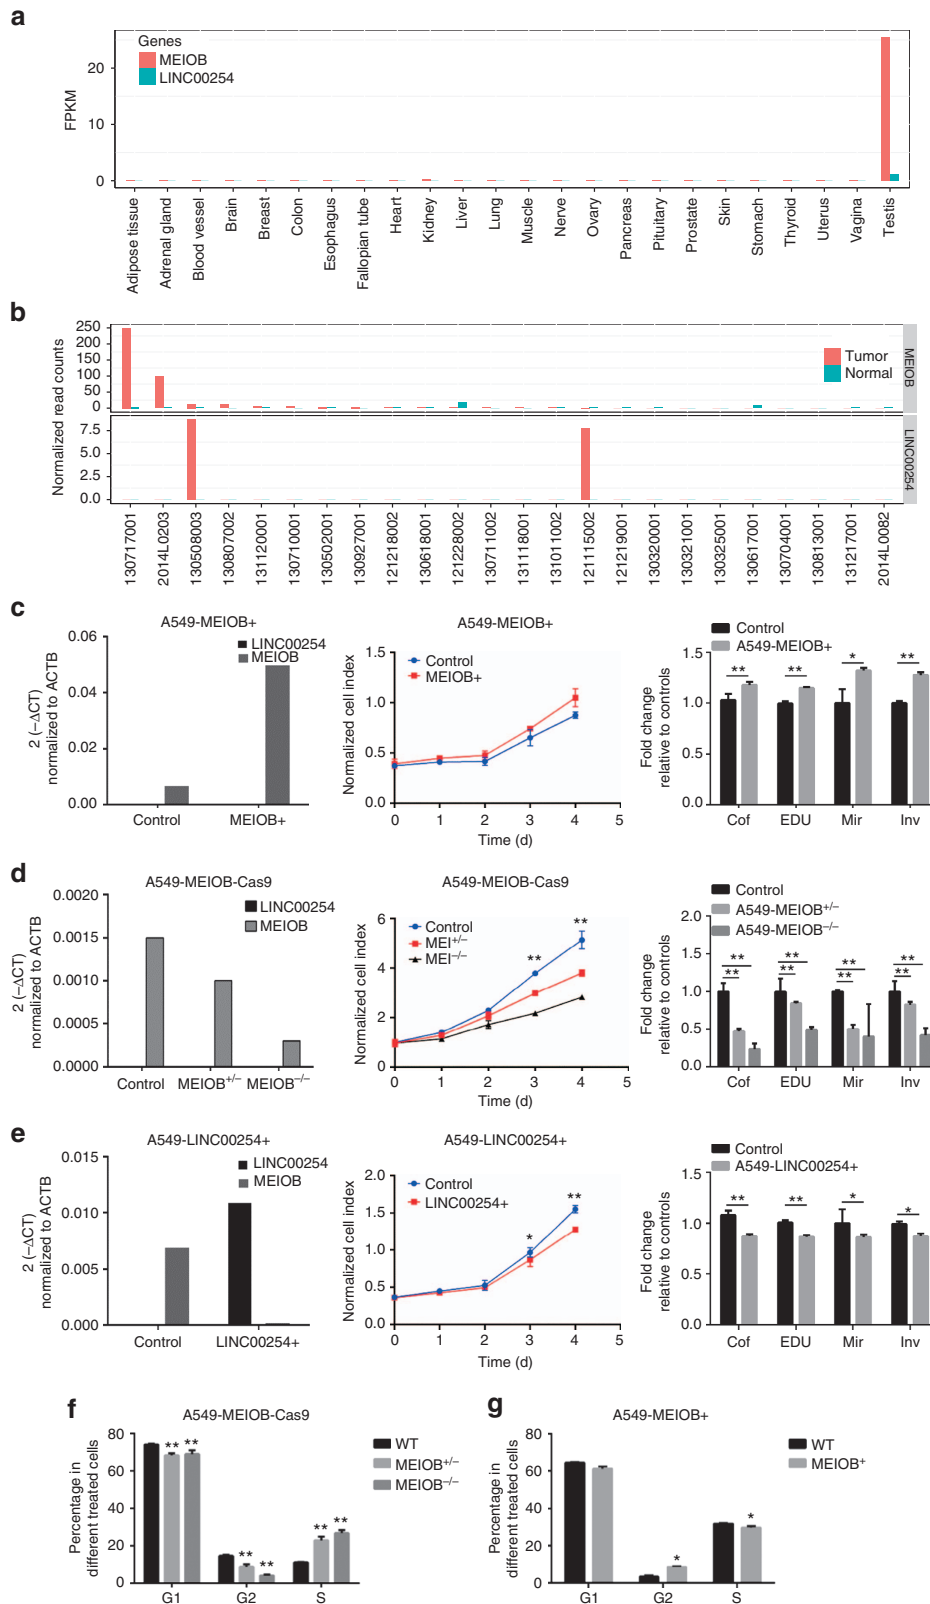 a
Genes
MEIOB
LINC00254
FPKM
20
10
0
Adipose tissue
Adrenal gland
Blood vessel
Brain
Breast
Colon
Esophagus
Fallopian tube
Heart
Kidney
Liver
Lung
Muscle
Nerve
Ovary
Pancreas
Pituitary
Prostate
Skin
Stomach
Thyroid
Uterus
Vagina
Testis
b
Normalized read counts
250
200
150
100
50
0
Tumor
Normal
MEIOB
7.5
5.0
2.5
0.0
LINC00254
130717001
2014L0203
130508003
130807002
131120001
130710001
130502001
130927001
121218002
130618001
121228002
130711002
131118001
131011002
121115002
121219001
130320001
130321001
130325001
130617001
130704001
130813001
131217001
2014L0082
c
A549-MEIOB+
2 (−ΔCT)
normalized to ACTB
0.06
0.04
0.02
0.00
LINC00254
MEIOB
Control
MEIOB+
A549-MEIOB+
Normalized cell index
1.5
1.0
0.5
0.0
Control
MEIOB+
0 1 2 3 4 5
Time (d)
Control
A549-MEIOB+
Fold change
relative to controls
1.5
1.0
0.5
0.0
** ** * **
Cof EDU Mir Inv
d
A549-MEIOB-Cas9
2 (−ΔCT)
normalized to ACTB
0.0020
0.0015
0.0010
0.0005
0.0000
LINC00254
MEIOB
Control MEIOB+/− MEIOB−/−
A549-MEIOB-Cas9
Normalized cell index
6
4
2
0
Control
MEI+/−
MEI−/−
** **
0 1 2 3 4 5
Time (d)
Control
A549-MEIOB+/−
A549-MEIOB−/−
Fold change
relative to controls
2.0
1.5
1.0
0.5
0.0
** ** ** **
** ** ** **
Cof EDU Mir Inv
e
A549-LINC00254+
2 (−ΔCT)
normalized to ACTB
0.015
0.010
0.005
0.000
LINC00254
MEIOB
Control LINC00254+
A549-LINC00254+
Normalized cell index
2.0
1.5
1.0
0.5
0.0
Control
LINC00254+
* **
0 1 2 3 4 5
Time (d)
Control
A549-LINC00254+
Fold change
relative to controls
1.5
1.0
0.5
0.0
** ** * *
Cof EDU Mir Inv
f
A549-MEIOB-Cas9
Percentage in
different treated cells
80
60
40
20
0
WT
MEIOB+/−
MEIOB−/−
** ** ** ** ** **
G1 G2 S
g
A549-MEIOB+
Percentage in
different treated cells
80
60
40
20
0
WT
MEIOB+
* *
G1 G2 S